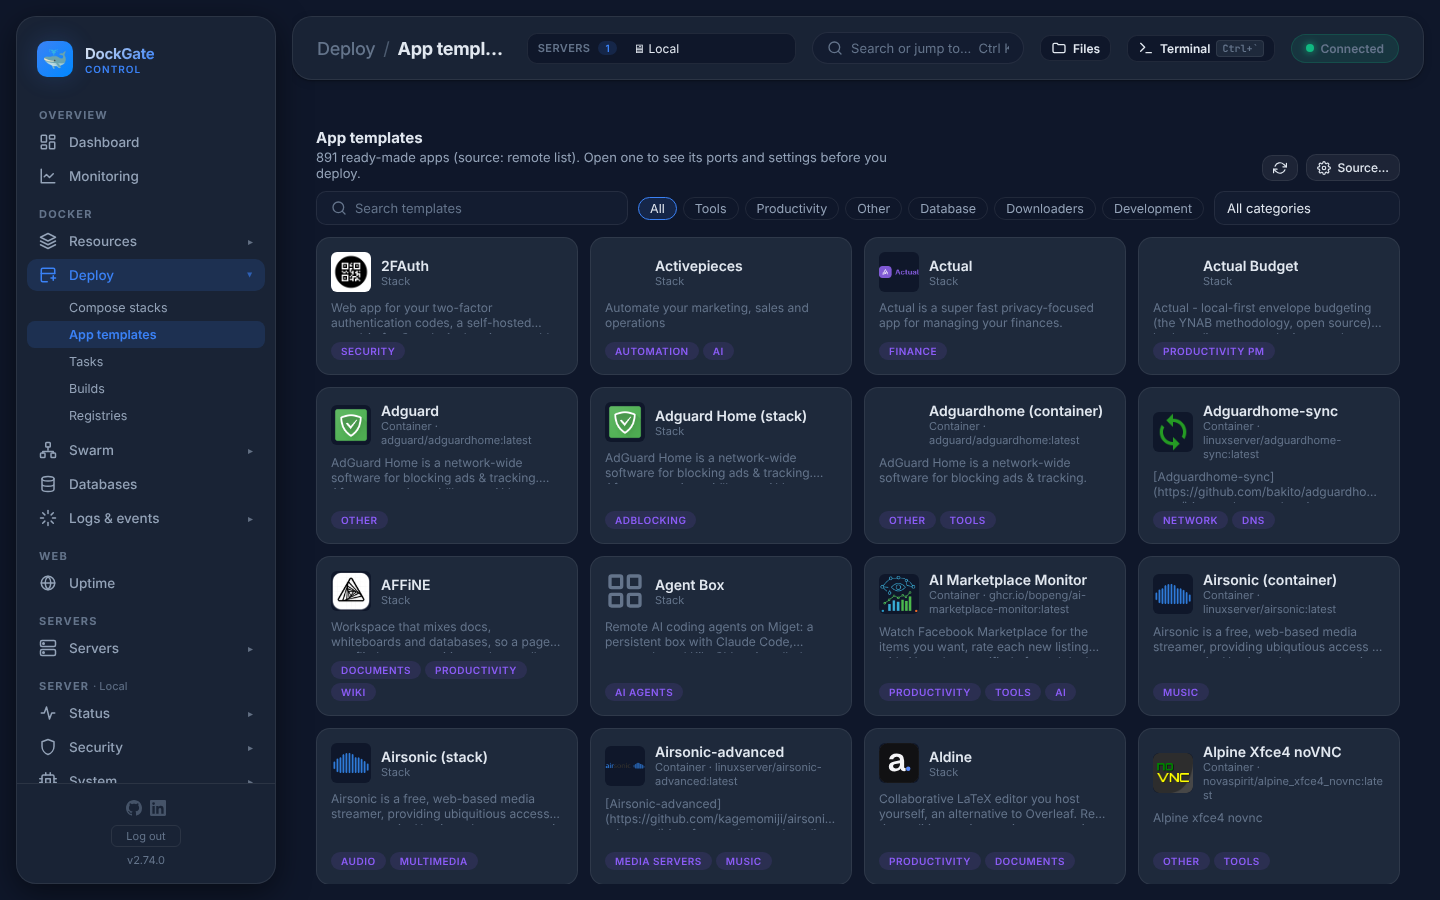 DockGate
CONTROL
OVERVIEW
Dashboard
Monitoring
DOCKER
Resources
Deploy
Compose stacks
App templates
Tasks
Builds
Registries
Swarm
Databases
Logs & events
WEB
Uptime
SERVERS
Servers
SERVER · Local
Status
Security
System
Log out
v2.74.0
Deploy / App templ...
SERVERS 1 Local
Search or jump to... Ctrl
Files
Terminal Ctrl+`
Connected
App templates
891 ready-made apps (source: remote list). Open one to see its ports and settings before you
deploy.
Source...
Search templates
All Tools Productivity Other Database Downloaders Development
All categories
2FAuth
Stack
Web app for your two-factor
authentication codes, a self-hosted...
SECURITY
Activepieces
Stack
Automate your marketing, sales and
operations
AUTOMATION AI
Actual
Actual
Stack
Actual is a super fast privacy-focused
app for managing your finances.
FINANCE
Actual Budget
Stack
Actual - local-first envelope budgeting
(the YNAB methodology, open source)...
PRODUCTIVITY PM
Adguard
Container ·
adguard/adguardhome:latest
AdGuard Home is a network-wide
software for blocking ads & tracking....
OTHER
Adguard Home (stack)
Stack
AdGuard Home is a network-wide
software for blocking ads & tracking....
ADBLOCKING
Adguardhome (container)
Container ·
adguard/adguardhome:latest
AdGuard Home is a network-wide
software for blocking ads & tracking.
OTHER TOOLS
Adguardhome-sync
Container ·
linuxserver/adguardhome-
sync:latest
[Adguardhome-sync]
(https://github.com/bakito/adguardho...
NETWORK DNS
AFFiNE
Stack
Workspace that mixes docs,
whiteboards and databases, so a page...
DOCUMENTS PRODUCTIVITY
WIKI
Agent Box
Stack
Remote AI coding agents on Miget: a
persistent box with Claude Code,...
AI AGENTS
AI Marketplace Monitor
Container · ghcr.io/bopeng/ai-
marketplace-monitor:latest
Watch Facebook Marketplace for the
items you want, rate each new listing...
PRODUCTIVITY TOOLS AI
Airsonic (container)
Container ·
linuxserver/airsonic:latest
Airsonic is a free, web-based media
streamer, providing ubiqutious access ...
MUSIC
Airsonic (stack)
Stack
Airsonic is a free, web-based media
streamer, providing ubiquitious access...
AUDIO MULTIMEDIA
Airsonic-advanced
Container · linuxserver/airsonic-
advanced:latest
[Airsonic-advanced]
(https://github.com/kagemomiji/airsoni...
MEDIA SERVERS MUSIC
a.
Aldine
Stack
Collaborative LaTeX editor you host
yourself, an alternative to Overleaf. Re...
PRODUCTIVITY DOCUMENTS
no
VNC
Alpine Xfce4 noVNC
Container ·
novaspirit/alpine_xfce4_novnc:late
st
Alpine xfce4 novnc
OTHER TOOLS